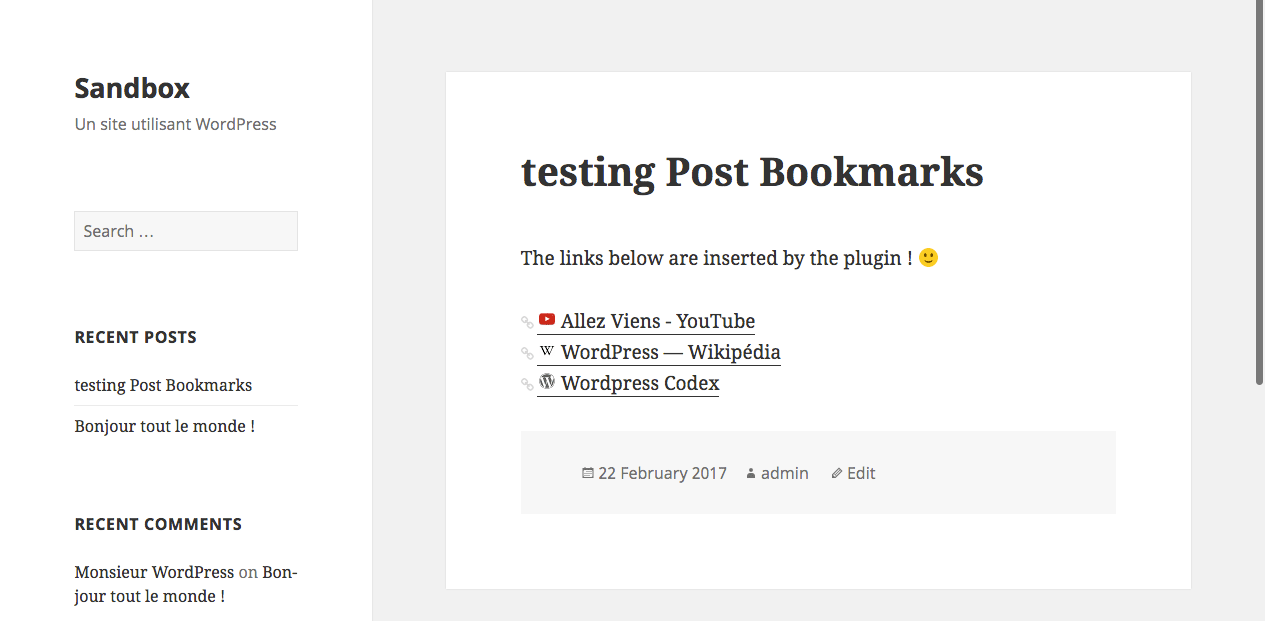 Sandbox
Un site utilisant WordPress
Search …
RECENT POSTS
testing Post Bookmarks
Bonjour tout le monde !
RECENT COMMENTS
Monsieur WordPress on Bon-
jour tout le monde !
testing Post Bookmarks
The links below are inserted by the plugin ! 🙂
Allez Viens - YouTube
W WordPress — Wikipédia
Wordpress Codex
22 February 2017 admin Edit